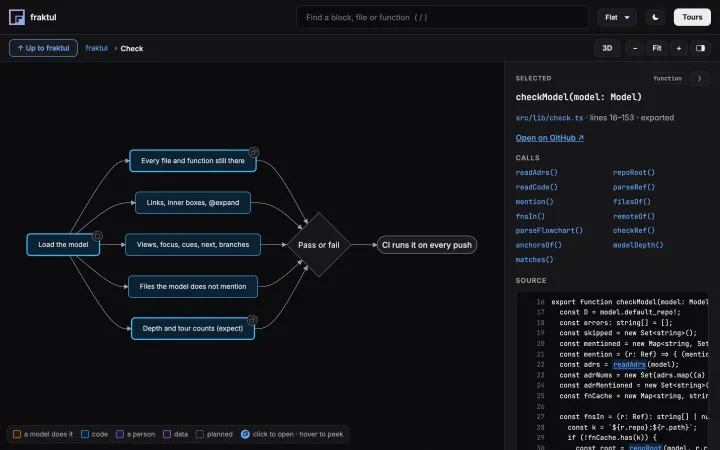 fraktul
Find a block, file or function ( / )
Flat
Tours
↑ Up to fraktul
fraktul
› Check
3D
−
Fit
+
Every file and function still there
Links, inner boxes, @expand
Load the model
Views, focus, cues, next, branches
Pass or fail
CI runs it on every push
Files the model does not mention
Depth and tour counts (expect)
a model does it
code
a person
data
planned
click to open · hover to peek
SELECTED
function
checkModel(model: Model)
src/lib/check.ts · lines 16–153 · exported
Open on GitHub ↗
CALLS
readAdrs() repoRoot()
readCode() parseRef()
mention() filesOf()
fnsIn() remoteOf()
parseFlowchart() checkRef()
anchorsOf() modelDepth()
matches()
SOURCE
16 export function checkModel(model: Model
17 const D = model.default_repo!;
18 const errors: string[] = [];
19 const skipped = new Set<string>();
20 const mentioned = new Map<string, Set
21 const mention = (r: Ref) => { (mentio
22 const adrs = readAdrs(model);
23 const adrNums = new Set(adrs.map((a)
24 const adrMentioned = new Set<string>(
25 const fnCache = new Map<string, strin
26
27 const fnsIn = (r: Ref): string[] | nu
28 const k = `${r.repo}:${r.path}`;
29 if (!fnCache.has(k)) {
30 const root = repoRoot(model, r.r